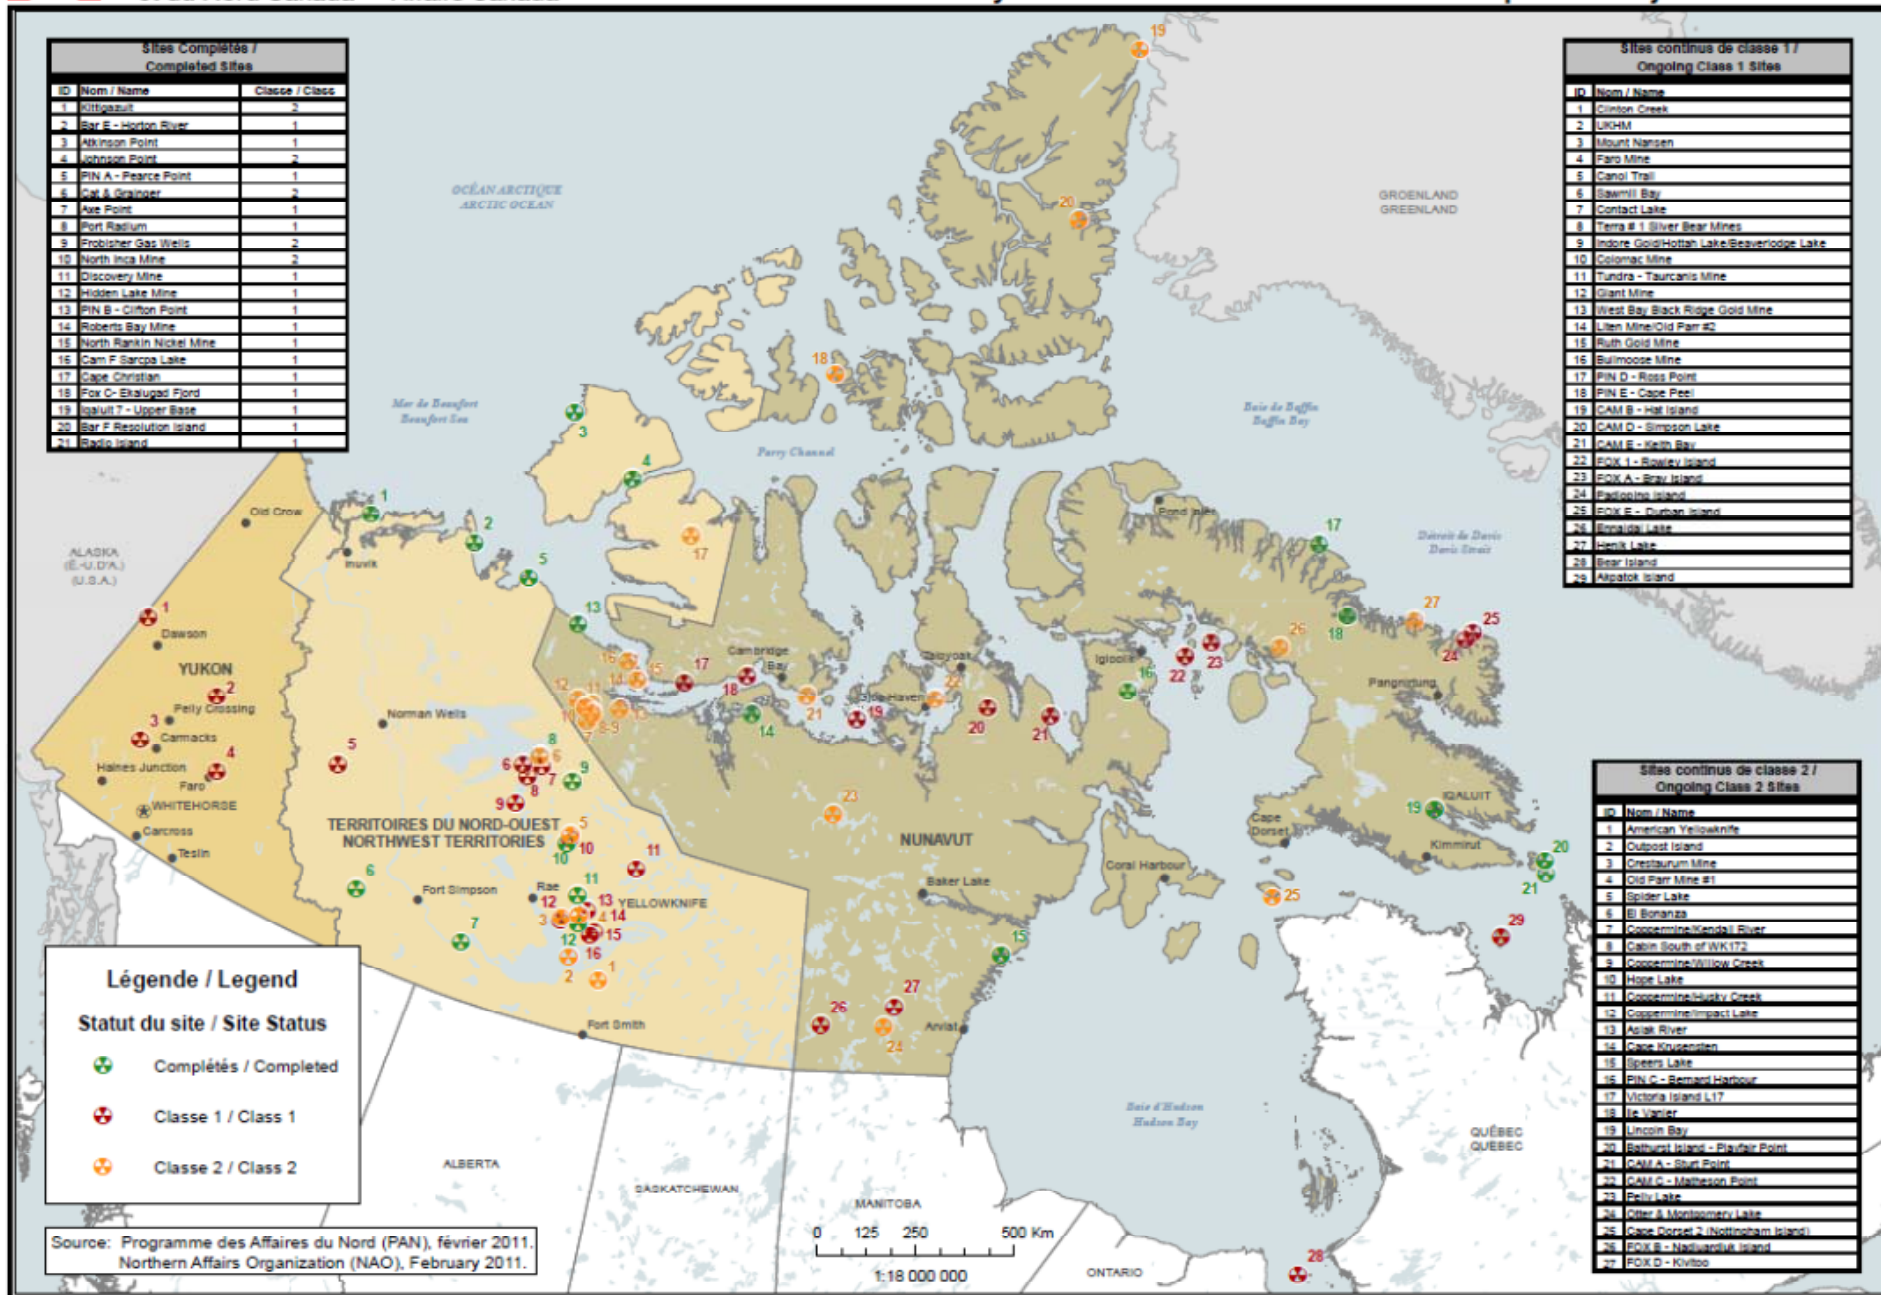 Sites Complétés /
Completed Sites
ID Nom / Name Classe / Class
1 Kittigazuit 2
2 Bar E - Horton River 1
3 Atkinson Point 1
4 Johnson Point 2
5 PIN A - Pearce Point 1
6 Cat & Grainger 2
7 Axe Point 1
8 Port Radium 1
9 Frobisher Gas Wells 2
10 North Inca Mine 2
11 Discovery Mine 1
12 Hidden Lake Mine 1
13 PIN B - Clifton Point 1
14 Roberts Bay Mine 1
15 North Rankin Nickel Mine 1
16 Cam F Sarcpa Lake 1
17 Cape Christian 1
18 Fox C- Ekalugad Fjord 1
19 Iqaluit 7 - Upper Base 1
20 Bar F Resolution Island 1
21 Radio Island 1
Sites continus de classe 1 /
Ongoing Class 1 Sites
ID Nom / Name
1 Clinton Creek
2 UKHM
3 Mount Nansen
4 Faro Mine
5 Canol Trail
6 Sawmill Bay
7 Contact Lake
8 Terra # 1 Silver Bear Mines
9 Indore Gold/Hottah Lake/Beaverlodge Lake
10 Colomac Mine
11 Tundra - Taurcanis Mine
12 Giant Mine
13 West Bay Black Ridge Gold Mine
14 Liten Mine/Old Parr #2
15 Ruth Gold Mine
16 Bullmoose Mine
17 PIN D - Ross Point
18 PIN E - Cape Peel
19 CAM B - Hat Island
20 CAM D - Simpson Lake
21 CAM E - Keith Bay
22 FOX 1 - Rowley Island
23 FOX A - Bray Island
24 Padloping Island
25 FOX E - Durban Island
26 Ennadai Lake
27 Henik Lake
28 Bear Island
29 Akpatok Island
Sites continus de classe 2 /
Ongoing Class 2 Sites
ID Nom / Name
1 American Yellowknife
2 Outpost Island
3 Crestaurum Mine
4 Old Parr Mine #1
5 Spider Lake
6 El Bonanza
7 Coppermine/Kendall River
8 Cabin South of WK172
9 Coppermine/Willow Creek
10 Hope Lake
11 Coppermine/Husky Creek
12 Coppermine/Impact Lake
13 Asiak River
14 Cape Krusenstern
15 Speers Lake
16 PIN C - Bernard Harbour
17 Victoria Island L17
18 Ile Vanier
19 Lincoln Bay
20 Bathurst Island - Playfair Point
21 CAM A - Sturt Point
22 CAM C - Matheson Point
23 Pelly Lake
24 Otter & Montgomery Lake
25 Cape Dorset 2 (Nottingham Island)
26 FOX B - Nadluardjuk Island
27 FOX D - Kivitoo
OCÉAN ARCTIQUE
ARCTIC OCEAN
GROENLAND
GREENLAND
Mer de Beaufort
Beaufort Sea
Baie de Baffin
Baffin Bay
Parry Channel
Détroit de Davis
Davis Strait
ALASKA
(É.-U.D'A.)
(U.S.A.)
Old Crow
Inuvik
Dawson
YUKON
Pelly Crossing
Carmacks
Haines Junction
Faro
WHITEHORSE
Carcross
Teslin
Norman Wells
TERRITOIRES DU NORD-OUEST
NORTHWEST TERRITORIES
Fort Simpson
Rae
YELLOWKNIFE
Fort Smith
Cambridge
Bay
Taloyoak
Gjoa Haven
Igloolik
Pond Inlet
Pangnirtung
IQALUIT
Kimmirut
Cape
Dorset
Coral Harbour
NUNAVUT
Baker Lake
Arviat
Baie d'Hudson
Hudson Bay
QUÉBEC
QUÉBEC
ALBERTA
SASKATCHEWAN
MANITOBA
ONTARIO
Légende / Legend
Statut du site / Site Status
Complétés / Completed
Classe 1 / Class 1
Classe 2 / Class 2
Source: Programme des Affaires du Nord (PAN), février 2011.
Northern Affairs Organization (NAO), February 2011.
0 125 250 500 Km
1:18 000 000